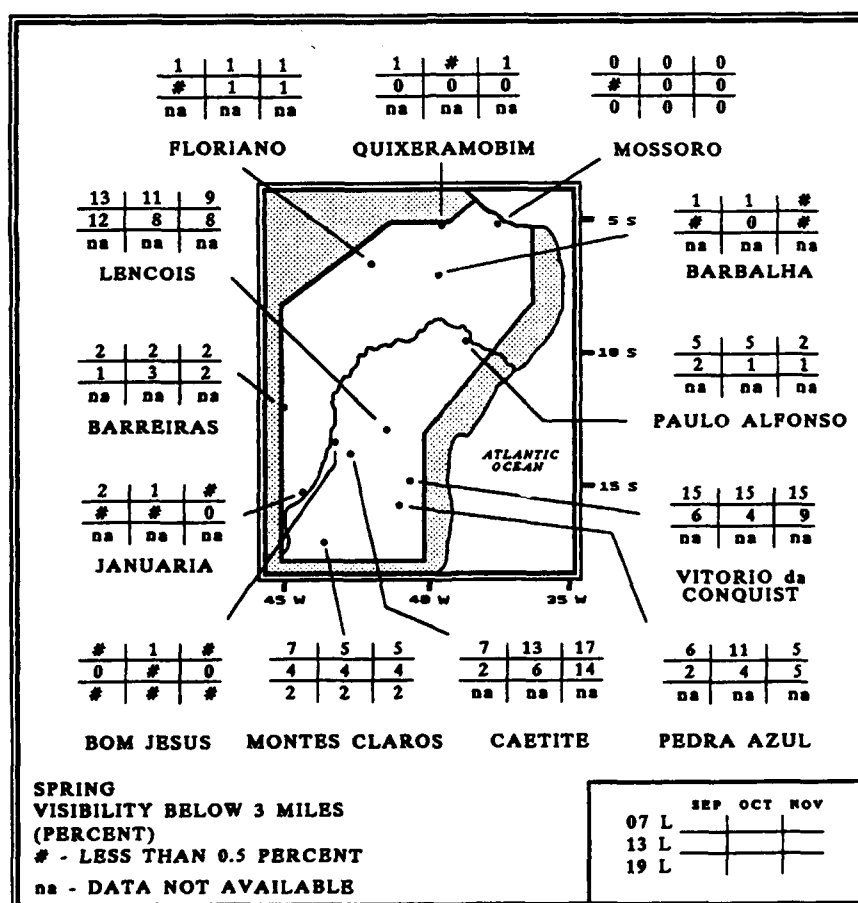 1 1 1
# 1 1
na na na
FLORIANO
1 # 1
0 0 0
na na na
QUIXERAMOBIM
0 0 0
# 0 0
0 0 0
MOSSORO
13 11 9
12 8 8
na na na
LENCOIS
5 S
1 1 #
# 0 #
na na na
BARBALHA
2 2 2
1 3 2
na na na
BARREIRAS
10 S
5 5 2
2 1 1
na na na
PAULO ALFONSO
ATLANTIC
OCEAN
2 1 #
# # 0
na na na
JANUARIA
15 S
15 15 15
6 4 9
na na na
VITORIO da
CONQUIST
45 W 40 W 35 W
# 1 #
0 # 0
# # #
BOM JESUS
7 5 5
4 4 4
2 2 2
MONTES CLAROS
7 13 17
2 6 14
na na na
CAETITE
6 11 5
2 4 5
na na na
PEDRA AZUL
SPRING
VISIBILITY BELOW 3 MILES
(PERCENT)
# - LESS THAN 0.5 PERCENT
na - DATA NOT AVAILABLE
SEP OCT NOV
07 L
13 L
19 L